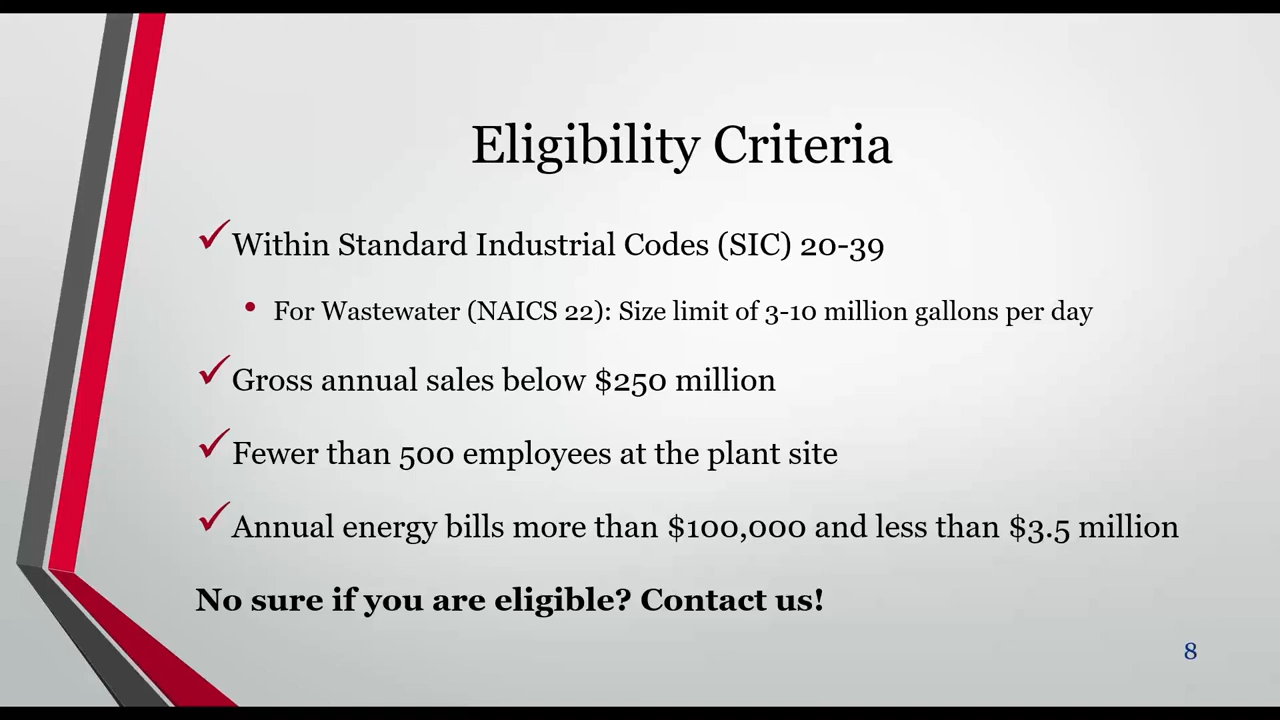 Eligibility Criteria
Within Standard Industrial Codes (SIC) 20-39
For Wastewater (NAICS 22): Size limit of 3-10 million gallons per day
Gross annual sales below $250 million
Fewer than 500 employees at the plant site
Annual energy bills more than $100,000 and less than $3.5 million
No sure if you are eligible? Contact us!
8